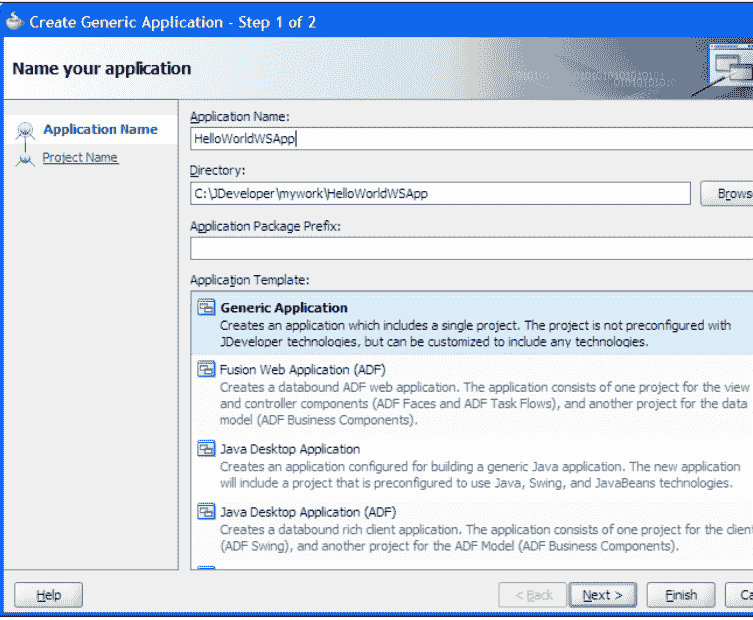 Create Generic Application - Step 1 of 2
Name your application
Application Name
Project Name
Application Name:
HelloWorldWSApp
Directory:
C:\JDeveloper\mywork\HelloWorldWSApp
Application Package Prefix:
Application Template:
Generic Application
Creates an application which includes a single project. The project is not preconfigured with
JDeveloper technologies, but can be customized to include any technologies.
Fusion Web Application (ADF)
Creates a databound ADF web application. The application consists of one project for the view
and controller components (ADF Faces and ADF Task Flows), and another project for the data
model (ADF Business Components).
Java Desktop Application
Creates an application configured for building a generic Java application. The new application
will include a project that is preconfigured to use Java, Swing, and JavaBeans technologies.
Java Desktop Application (ADF)
Creates a databound rich client application. The application consists of one project for the client
(ADF Swing), and another project for the ADF Model (ADF Business Components).
Help
< Back
Next >
Finish